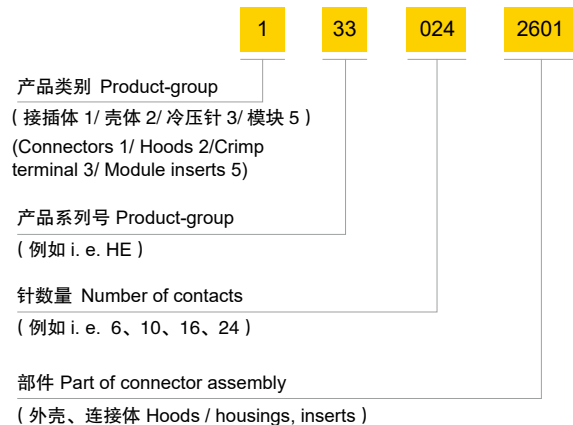 1 33 024 2601
产品类别 Product-group
( 接插体 1/ 壳体 2/ 冷压针 3/ 模块 5 )
(Connectors 1/ Hoods 2/Crimp
terminal 3/ Module inserts 5)
产品系列号 Product-group
( 例如 i. e. HE )
针数量 Number of contacts
( 例如 i. e. 6、10、16、24 )
部件 Part of connector assembly
( 外壳、连接体 Hoods / housings, inserts )